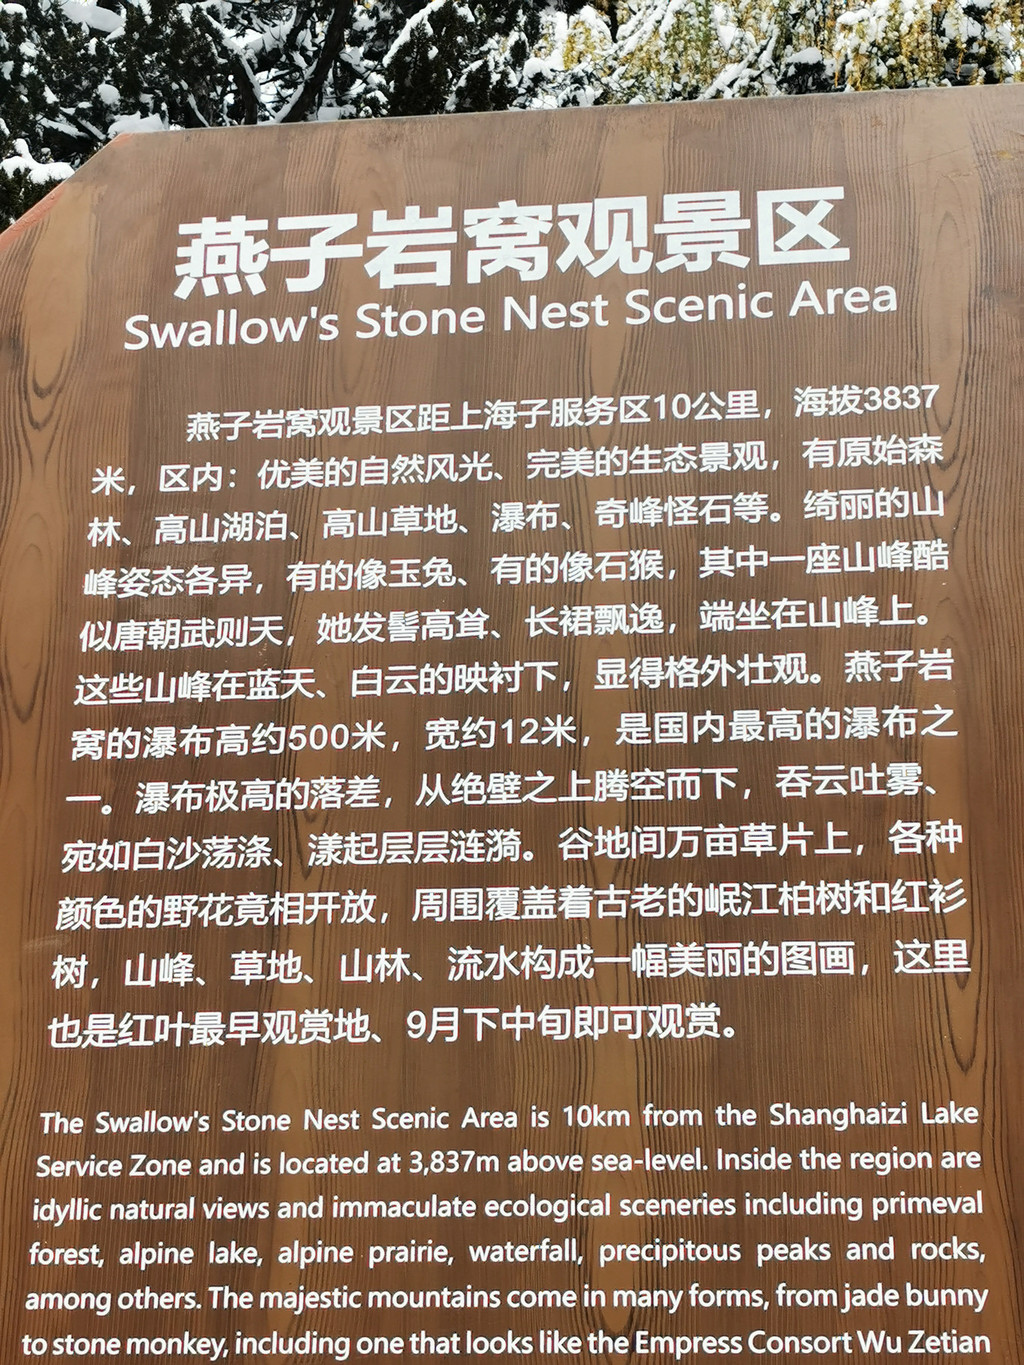 燕子岩窝观景区
Swallow's Stone Nest Scenic Area
燕子岩窝观景区距上海子服务区10公里，海拔3837
米，区内：优美的自然风光、完美的生态景观，有原始森
林、高山湖泊、高山草地、瀑布、奇峰怪石等。绮丽的山
峰姿态各异，有的像玉兔、有的像石猴，其中一座山峰酷
似唐朝武则天，她发髻高耸、长裙飘逸，端坐在山峰上。
这些山峰在蓝天、白云的映衬下，显得格外壮观。燕子岩
窝的瀑布高约500米，宽约12米，是国内最高的瀑布之
一。瀑布极高的落差，从绝壁之上腾空而下，吞云吐雾、
宛如白沙荡涤、漾起层层涟漪。谷地间万亩草片上，各种
颜色的野花竟相开放，周围覆盖着古老的岷江柏树和红衫
树，山峰、草地、山林、流水构成一幅美丽的图画，这里
也是红叶最早观赏地、9月下中旬即可观赏。
The Swallow's Stone Nest Scenic Area is 10km from the Shanghaizi Lake
Service Zone and is located at 3,837m above sea-level. Inside the region are
idyllic natural views and immaculate ecological sceneries including primeval
forest, alpine lake, alpine prairie, waterfall, precipitous peaks and rocks,
among others. The majestic mountains come in many forms, from jade bunny
to stone monkey, including one that looks like the Empress Consort Wu Zetian